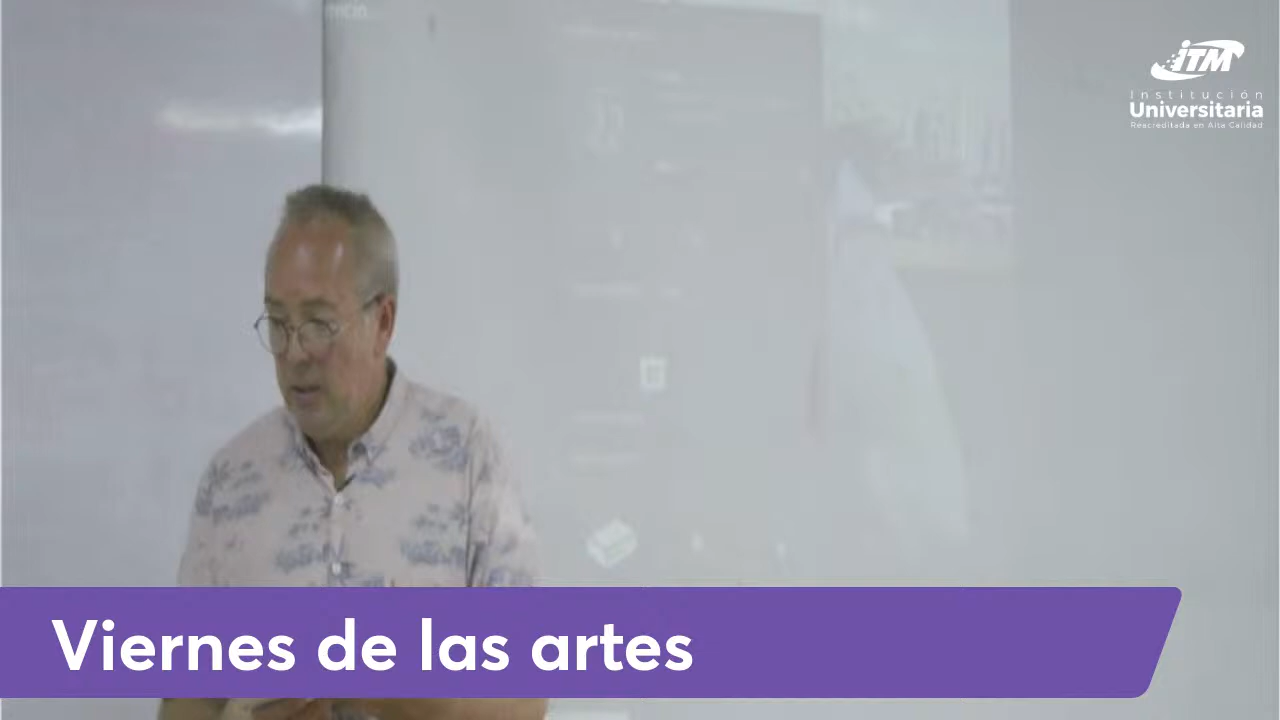 ITM
Institución
Universitaria
Reacreditada en Alta Calidad
Viernes de las artes